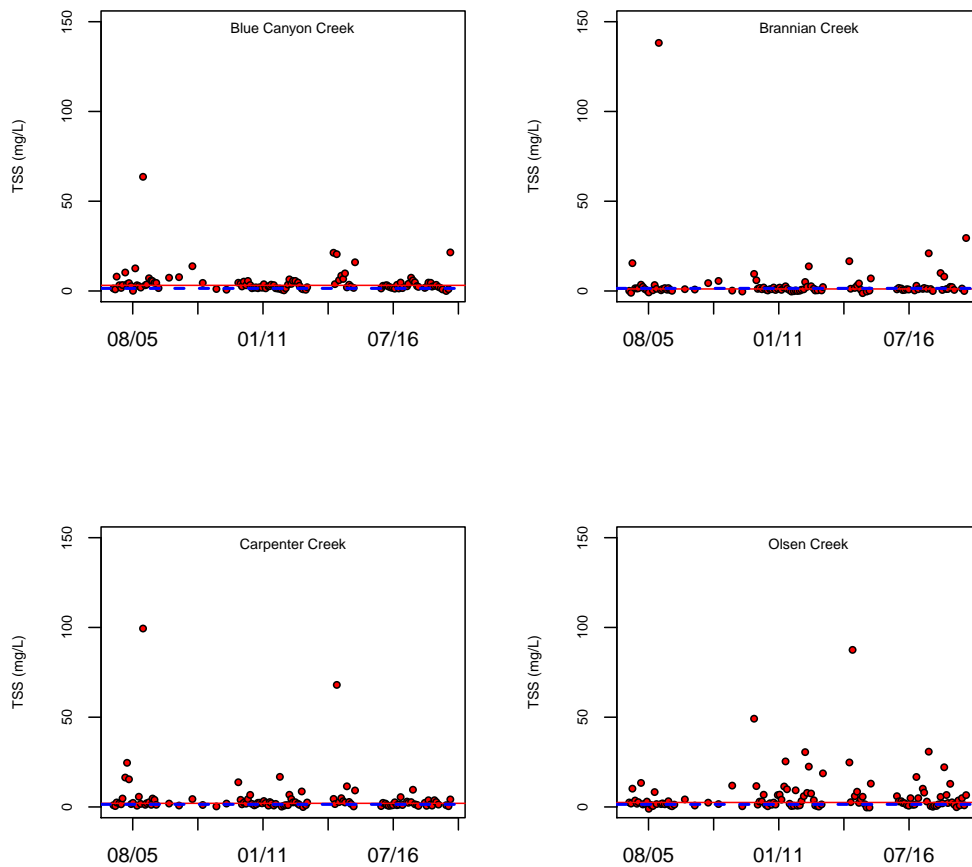 Blue Canyon Creek
TSS (mg/L)
150
100
50
0
08/05 01/11 07/16
Brannian Creek
TSS (mg/L)
150
100
50
0
08/05 01/11 07/16
Carpenter Creek
TSS (mg/L)
150
100
50
0
08/05 01/11 07/16
Olsen Creek
TSS (mg/L)
150
100
50
0
08/05 01/11 07/16